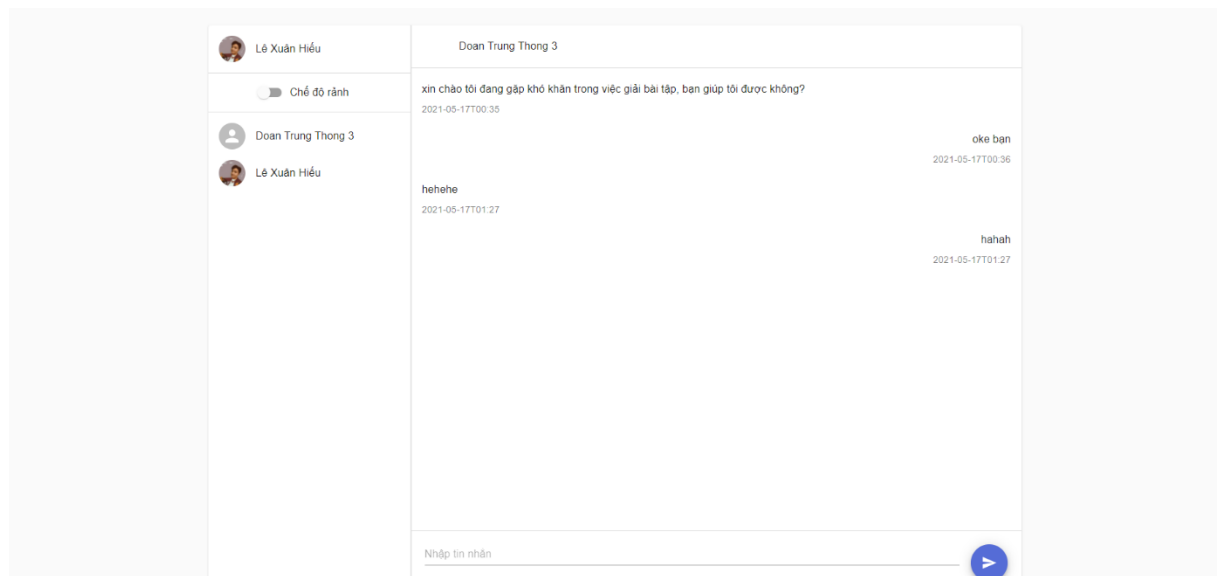 Lê Xuân Hiếu
Chế độ rảnh
Doan Trung Thong 3
Lê Xuân Hiếu
Doan Trung Thong 3
xin chào tôi đang gặp khó khăn trong việc giải bài tập, bạn giúp tôi được không?
2021-05-17T00:35
oke bạn
2021-05-17T00:36
hehehe
2021-05-17T01:27
hahah
2021-05-17T01:27
Nhập tin nhắn